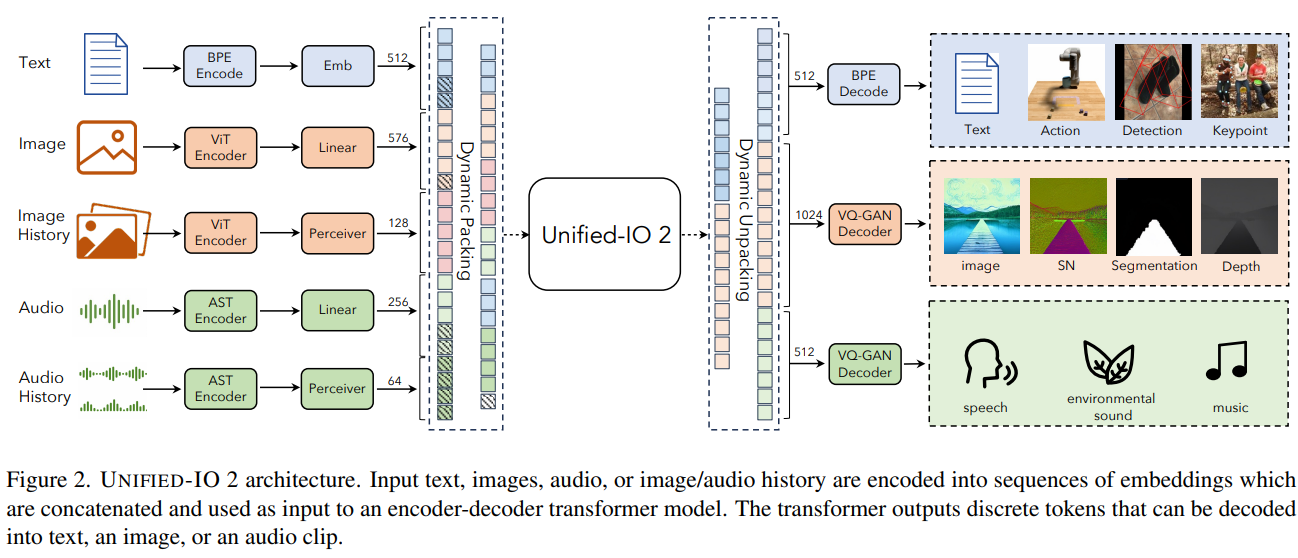 Text
BPE
Encode
Emb
512
Image
ViT
Encoder
Linear
576
Image
History
ViT
Encoder
Perceiver
128
Audio
AST
Encoder
Linear
256
Audio
History
AST
Encoder
Perceiver
64
Dynamic Packing
Unified-IO 2
Dynamic Unpacking
512
BPE
Decode
Text
Action
Detection
Keypoint
1024
VQ-GAN
Decoder
image
SN
Segmentation
Depth
512
VQ-GAN
Decoder
speech
environmental
sound
music
Figure 2. UNIFIED-IO 2 architecture. Input text, images, audio, or image/audio history are encoded into sequences of embeddings which
are concatenated and used as input to an encoder-decoder transformer model. The transformer outputs discrete tokens that can be decoded
into text, an image, or an audio clip.